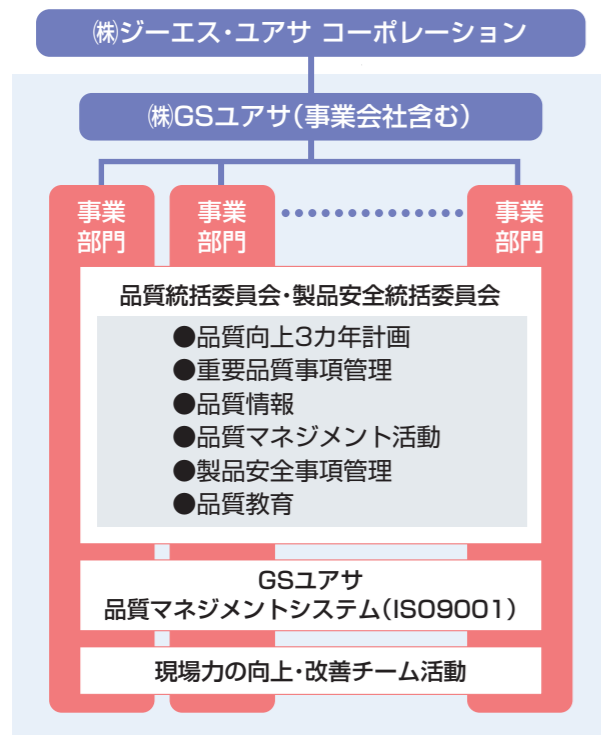 ㈱ジーエス・ユアサ コーポレーション
㈱GSユアサ(事業会社含む)
事業
部門
事業
部門
事業
部門
品質統括委員会・製品安全統括委員会
●品質向上3カ年計画
●重要品質事項管理
●品質情報
●品質マネジメント活動
●製品安全事項管理
●品質教育
GSユアサ
品質マネジメントシステム(ISO9001)
現場力の向上・改善チーム活動